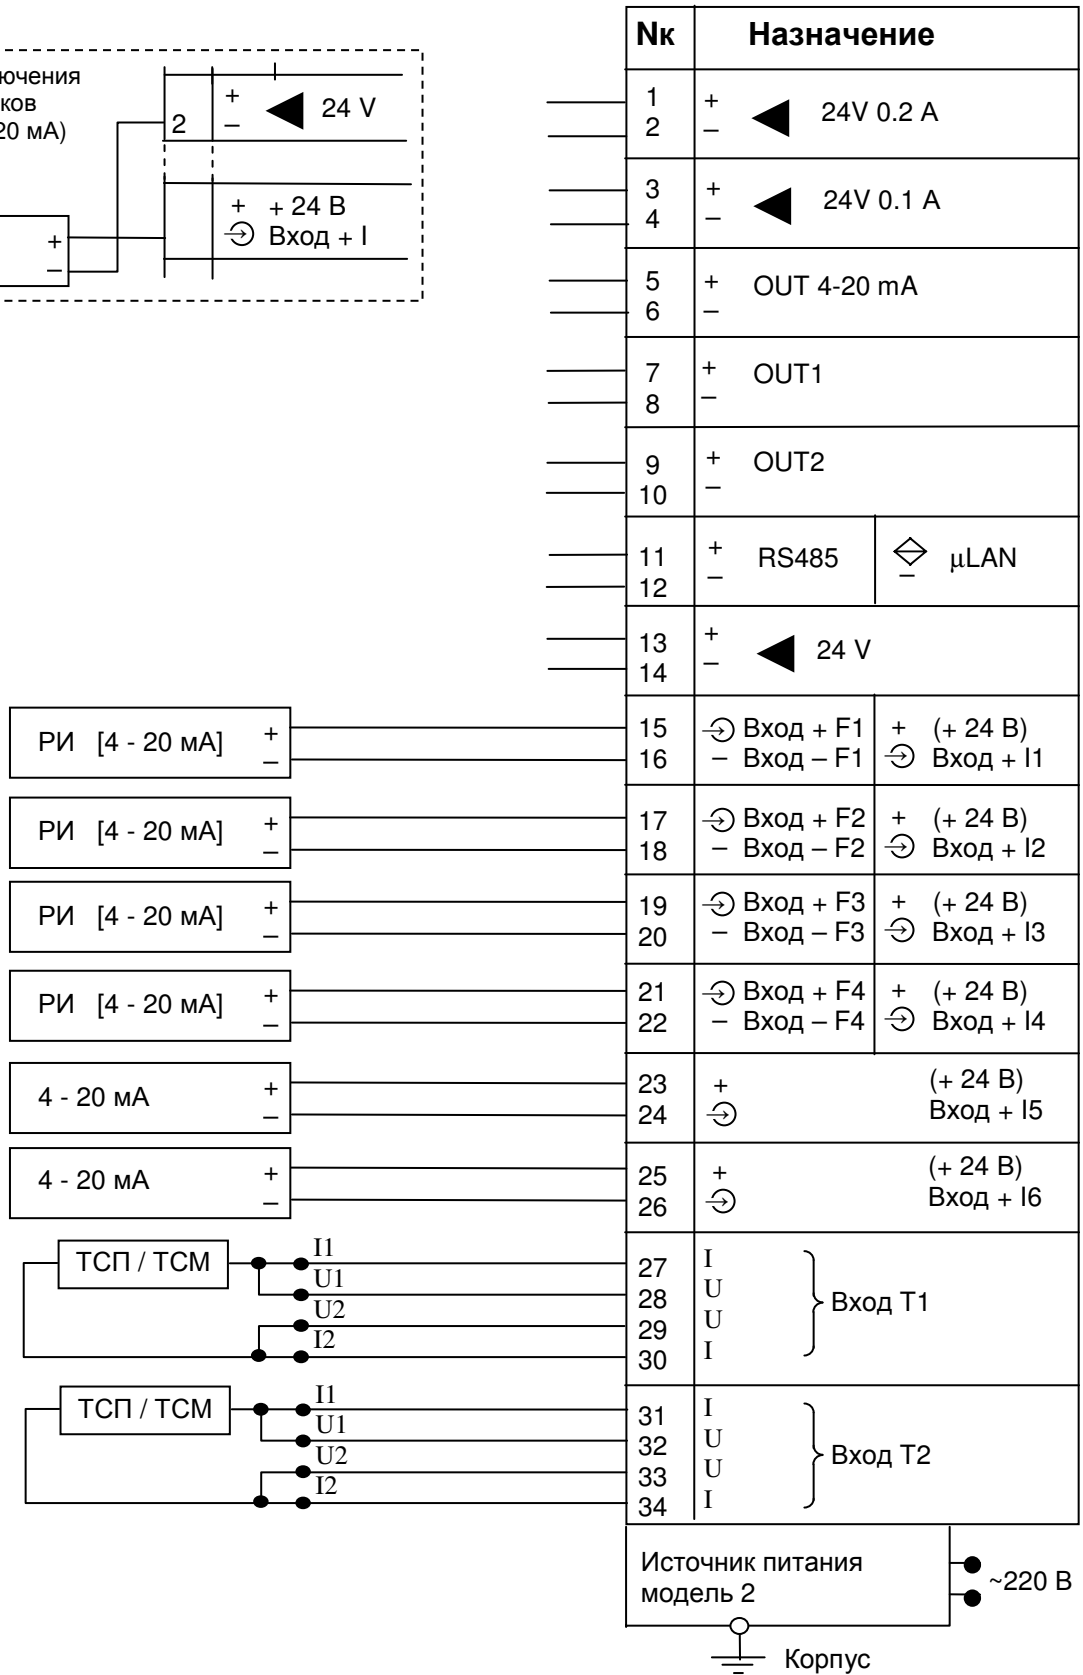 Nк Назначение
1 + 24V 0.2 A
2 –
3 + 24V 0.1 A
4 –
5 + OUT 4-20 mA
6 –
7 + OUT1
8 –
9 + OUT2
10 –
11 + RS485 µLAN
12 – –
13 + 24 V
14 –
ючения
ков
20 мА)
2 + – 24 V
+ + 24 В
Вход + I
+
–
РИ [4 - 20 мА] + – 
15 Вход + F1 + (+ 24 В)
16 – Вход – F1 Вход + I1
РИ [4 - 20 мА] + –
17 Вход + F2 + (+ 24 В)
18 – Вход – F2 Вход + I2
РИ [4 - 20 мА] + –
19 Вход + F3 + (+ 24 В)
20 – Вход – F3 Вход + I3
РИ [4 - 20 мА] + –
21 Вход + F4 + (+ 24 В)
22 – Вход – F4 Вход + I4
4 - 20 мА + –
23 + (+ 24 В)
24 Вход + I5
4 - 20 мА + –
25 + (+ 24 В)
26 Вход + I6
ТСП / ТСМ
I1 27 I
U1 28 U
Вход T1
U2 29 U
I2 30 I
ТСП / ТСМ
I1 31 I
U1 32 U
Вход T2
U2 33 U
I2 34 I
Источник питания
модель 2
~220 В
Корпус